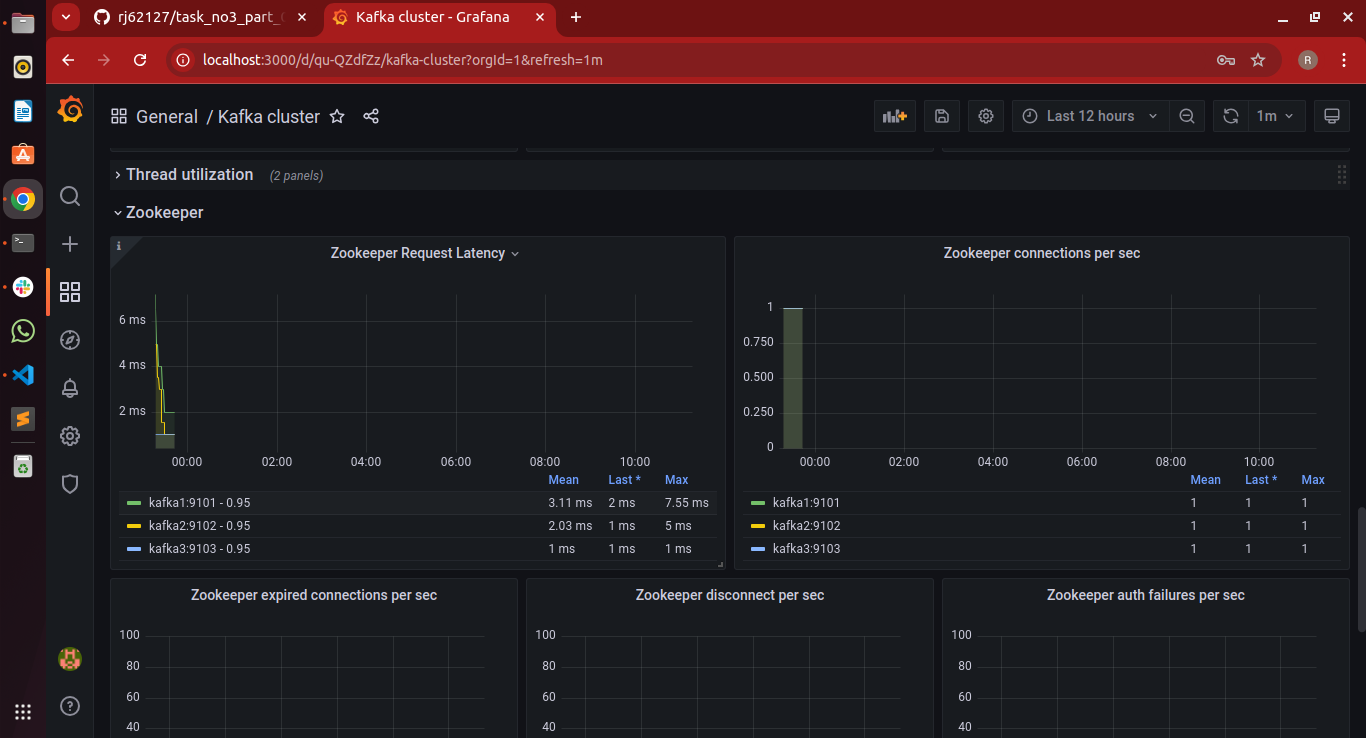 rj62127/task_no3_part_
Kafka cluster - Grafana
localhost:3000/d/qu-QZdfZz/kafka-cluster?orgId=1&refresh=1m
R
General / Kafka cluster
Last 12 hours
1m
Thread utilization (2 panels)
Zookeeper
Zookeeper Request Latency
6 ms
4 ms
2 ms
00:00 02:00 04:00 06:00 08:00 10:00
Mean Last * Max
kafka1:9101 - 0.95 3.11 ms 2 ms 7.55 ms
kafka2:9102 - 0.95 2.03 ms 1 ms 5 ms
kafka3:9103 - 0.95 1 ms 1 ms 1 ms
Zookeeper connections per sec
1
0.750
0.500
0.250
0
00:00 02:00 04:00 06:00 08:00 10:00
Mean Last * Max
kafka1:9101 1 1 1
kafka2:9102 1 1 1
kafka3:9103 1 1 1
Zookeeper expired connections per sec
100
80
60
40
Zookeeper disconnect per sec
100
80
60
40
Zookeeper auth failures per sec
100
80
60
40